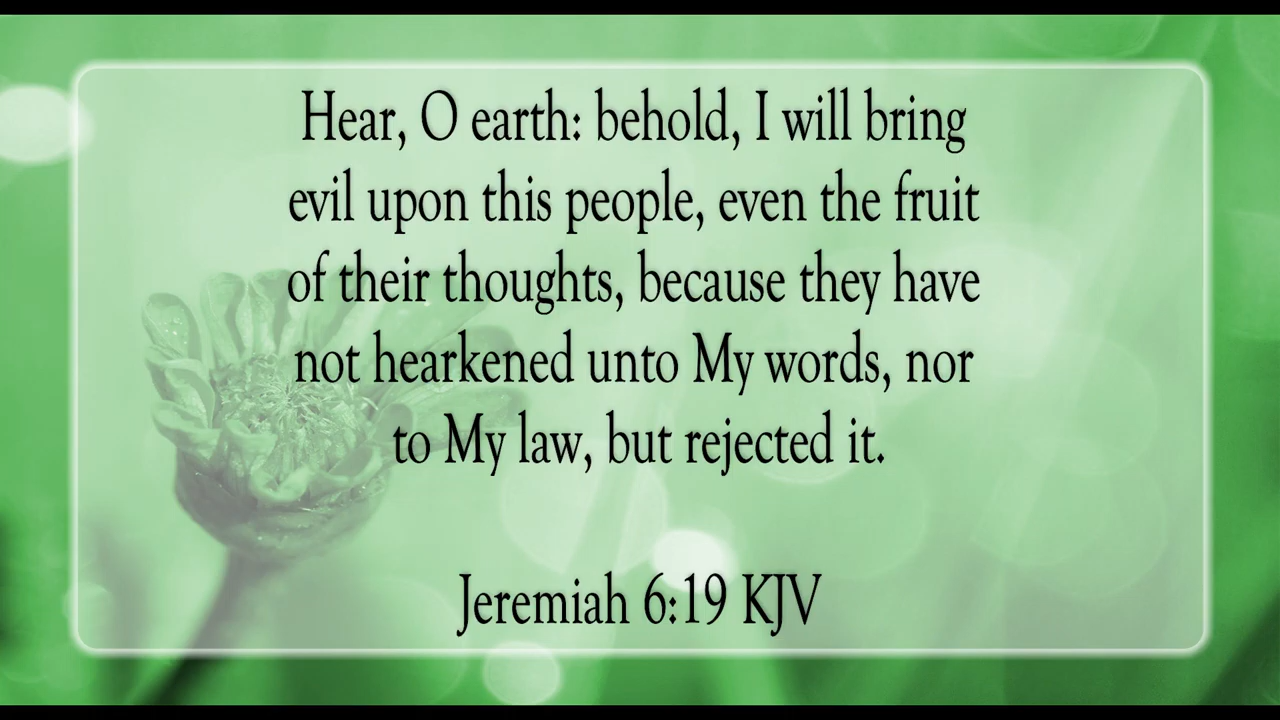 Hear, O earth: behold, I will bring
evil upon this people, even the fruit
of their thoughts, because they have
not hearkened unto My words, nor
to My law, but rejected it.
Jeremiah 6:19 KJV